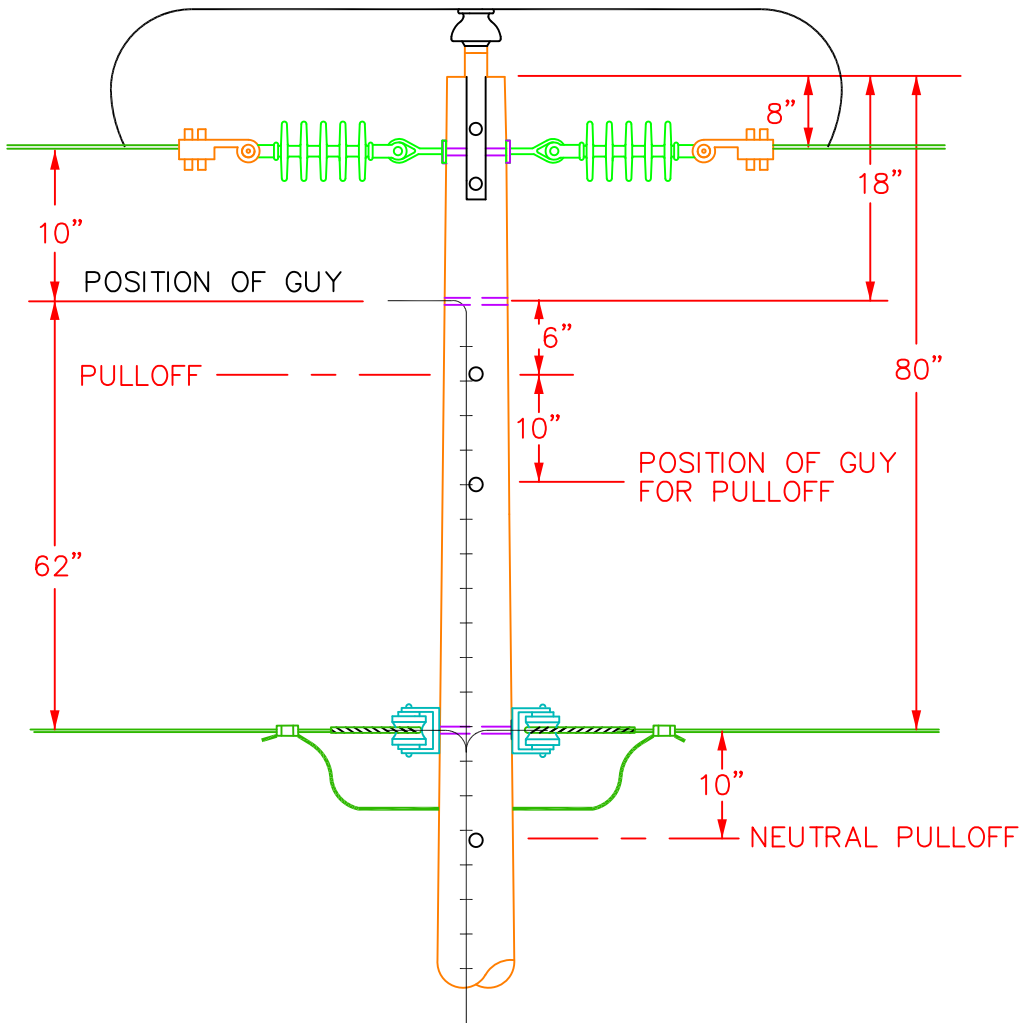 8”
18”
10”
POSITION OF GUY
6”
80”
PULLOFF
10”
POSITION OF GUY
FOR PULLOFF
62”
10”
NEUTRAL PULLOFF